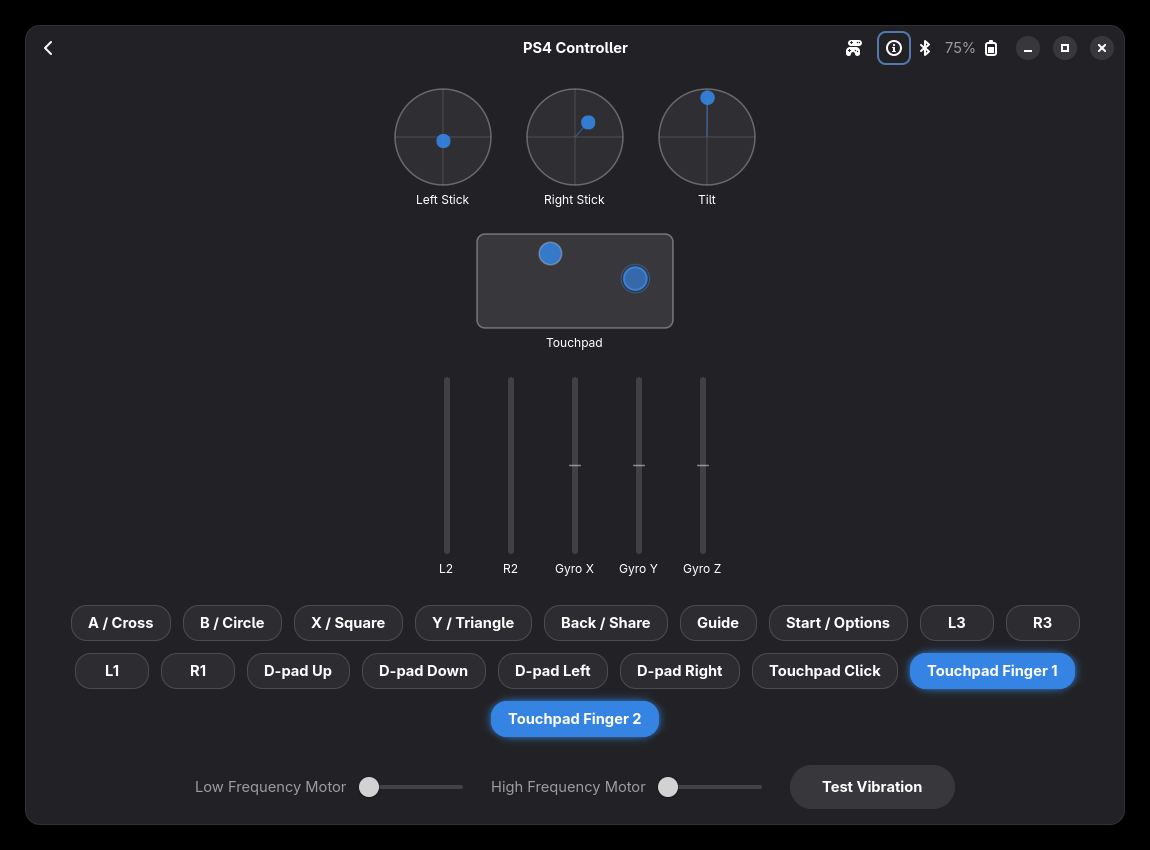 PS4 Controller 75%
Left Stick Right Stick Tilt
Touchpad
L2 R2 Gyro X Gyro Y Gyro Z
A / Cross B / Circle X / Square Y / Triangle Back / Share Guide Start / Options L3 R3
L1 R1 D-pad Up D-pad Down D-pad Left D-pad Right Touchpad Click Touchpad Finger 1
Touchpad Finger 2
Low Frequency Motor High Frequency Motor Test Vibration